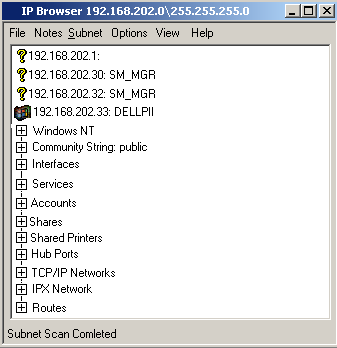 IP Browser 192.168.202.0\255.255.255.0
File Notes Subnet Options View Help
192.168.202.1:
192.168.202.30: SM_MGR
192.168.202.32: SM_MGR
192.168.202.33: DELLPII
Windows NT
Community String: public
Interfaces
Services
Accounts
Shares
Shared Printers
Hub Ports
TCP/IP Networks
IPX Network
Routes
Subnet Scan Comleted